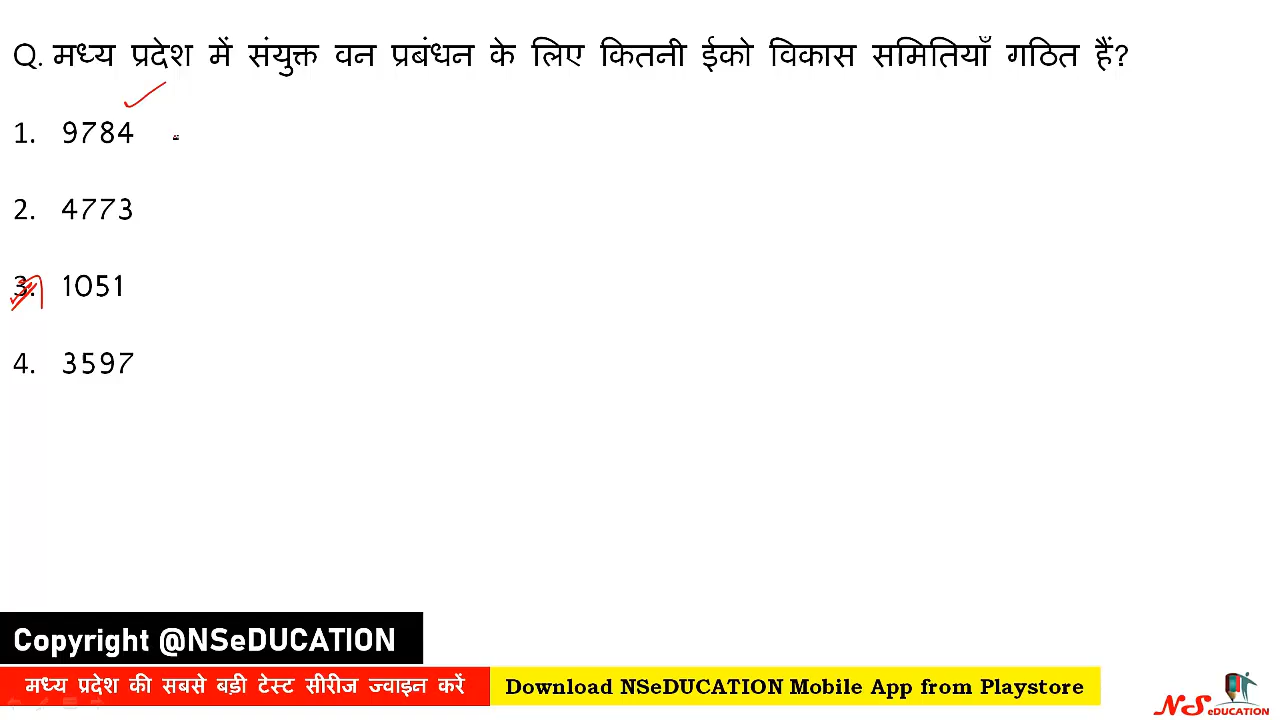 Q. मध्य प्रदेश में संयुक्त वन प्रबंधन के लिए कितनी ईको विकास समितियाँ गठित हैं?
1. 9784
2. 4773
3. 1051
4. 3597
Copyright @NSeDUCATION
मध्य प्रदेश की सबसे बड़ी टेस्ट सीरीज ज्वाइन करें
Download NSeDUCATION Mobile App from Playstore
NS eDUCATION